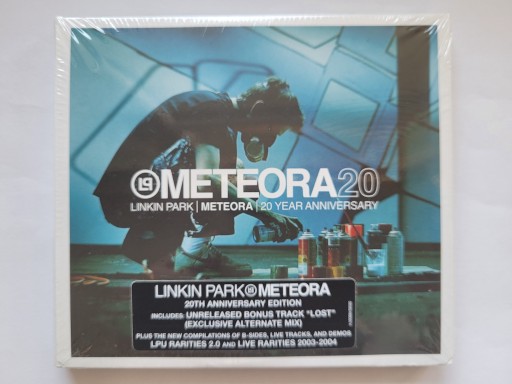 METEORA20
LINKIN PARK | METEORA | 20 YEAR ANNIVERSARY
LINKIN PARK METEORA
20TH ANNIVERSARY EDITION
INCLUDES: UNRELEASED BONUS TRACK "LOST"
(EXCLUSIVE ALTERNATE MIX)
PLUS THE NEW COMPILATIONS OF B-SIDES, LIVE TRACKS, AND DEMOS
LPU RARITIES 2.0 AND LIVE RARITIES 2003-2004